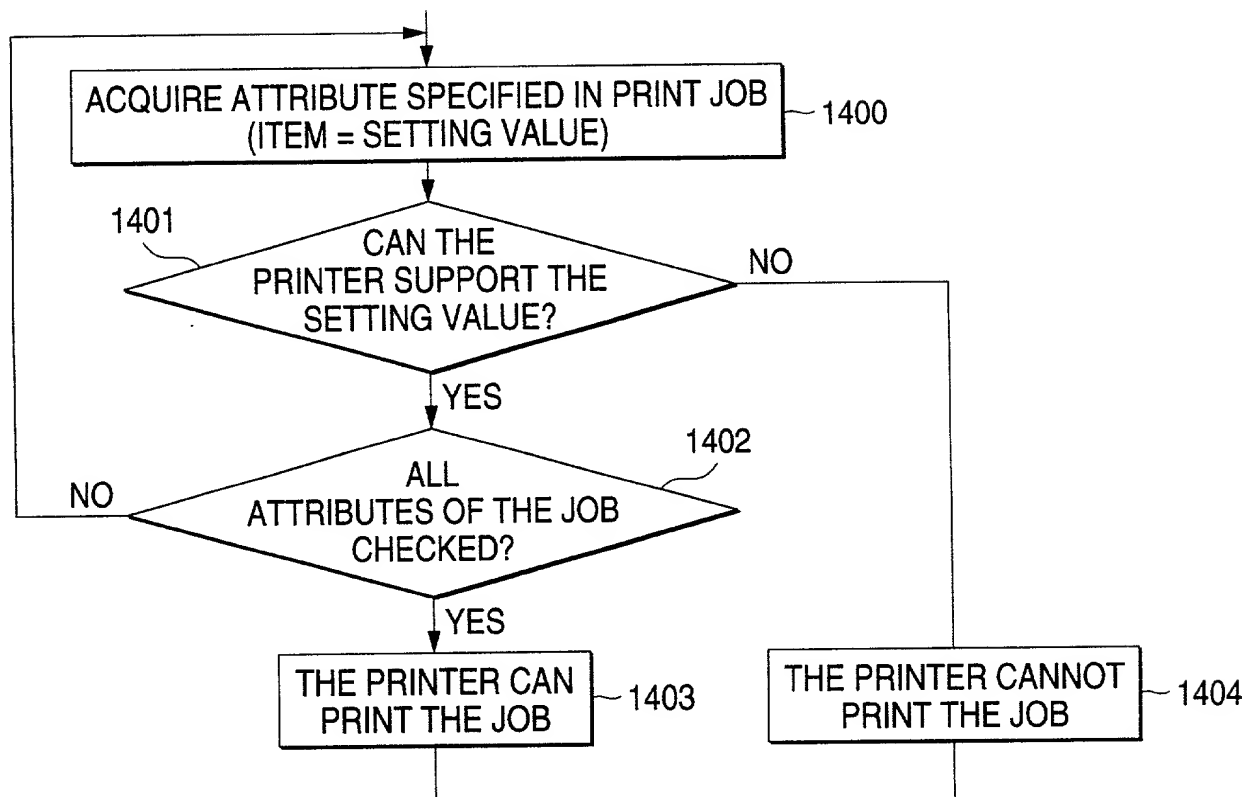 ACQUIRE ATTRIBUTE SPECIFIED IN PRINT JOB
(ITEM = SETTING VALUE)
1400
1401
CAN THE
PRINTER SUPPORT THE
SETTING VALUE?
NO
YES
1402
ALL
ATTRIBUTES OF THE JOB
CHECKED?
NO
YES
THE PRINTER CAN
PRINT THE JOB
1403
THE PRINTER CANNOT
PRINT THE JOB
1404